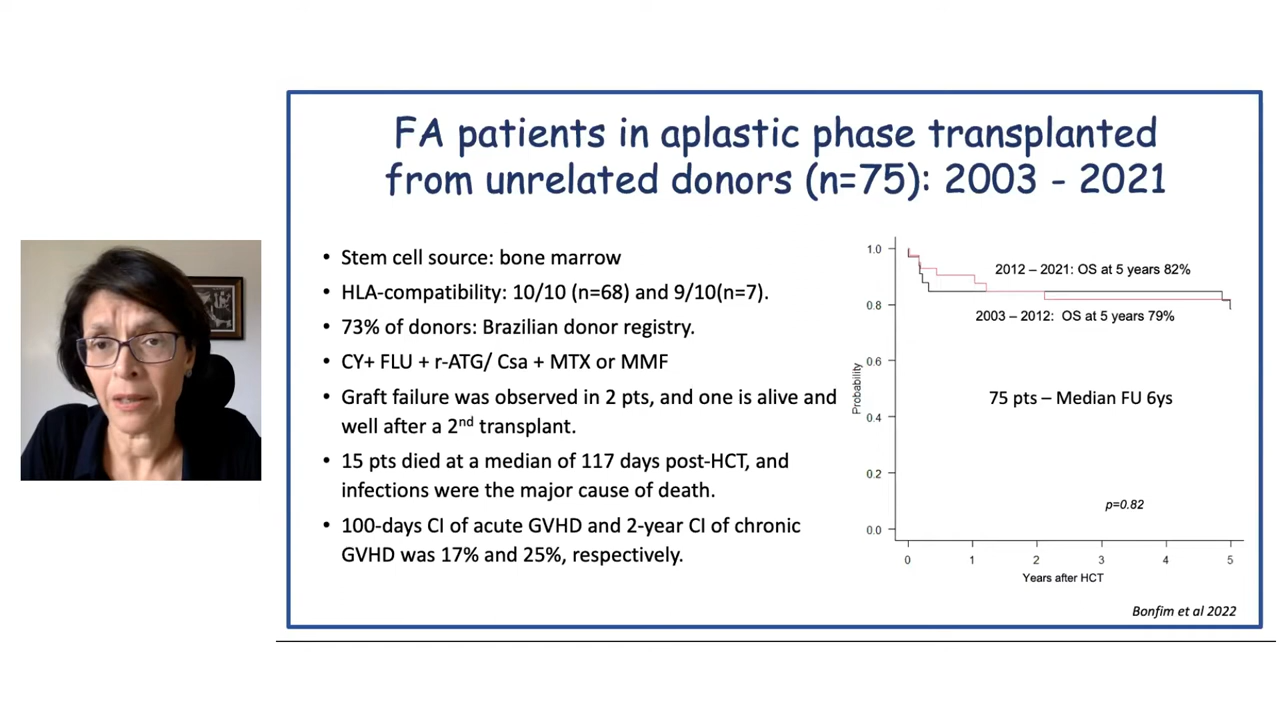 FA patients in aplastic phase transplanted
from unrelated donors (n=75): 2003 - 2021
• Stem cell source: bone marrow
• HLA-compatibility: 10/10 (n=68) and 9/10(n=7).
• 73% of donors: Brazilian donor registry.
• CY+ FLU + r-ATG/ Csa + MTX or MMF
• Graft failure was observed in 2 pts, and one is alive and
well after a 2nd transplant.
• 15 pts died at a median of 117 days post-HCT, and
infections were the major cause of death.
• 100-days CI of acute GVHD and 2-year CI of chronic
GVHD was 17% and 25%, respectively.
1.0
0.8
0.6
0.4
0.2
0.0
Probability
2012 – 2021: OS at 5 years 82%
2003 – 2012: OS at 5 years 79%
75 pts – Median FU 6ys
p=0.82
0 1 2 3 4 5
Years after HCT
Bonfim et al 2022